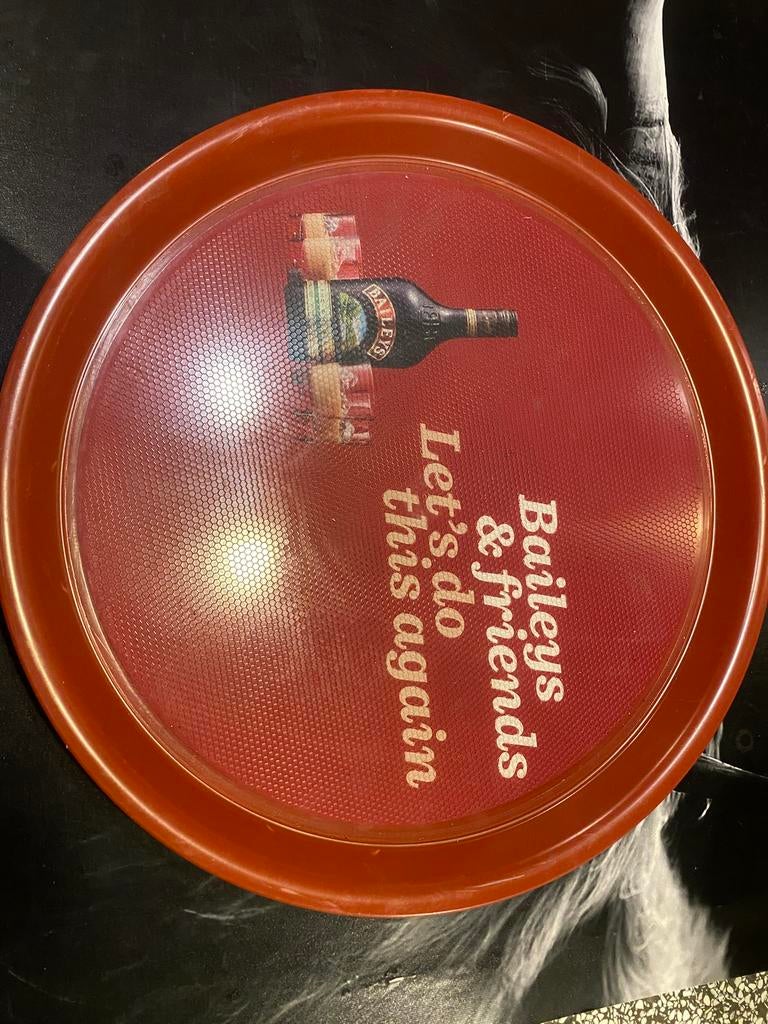 Baileys
& friends
Let's do
this again
BAILEYS